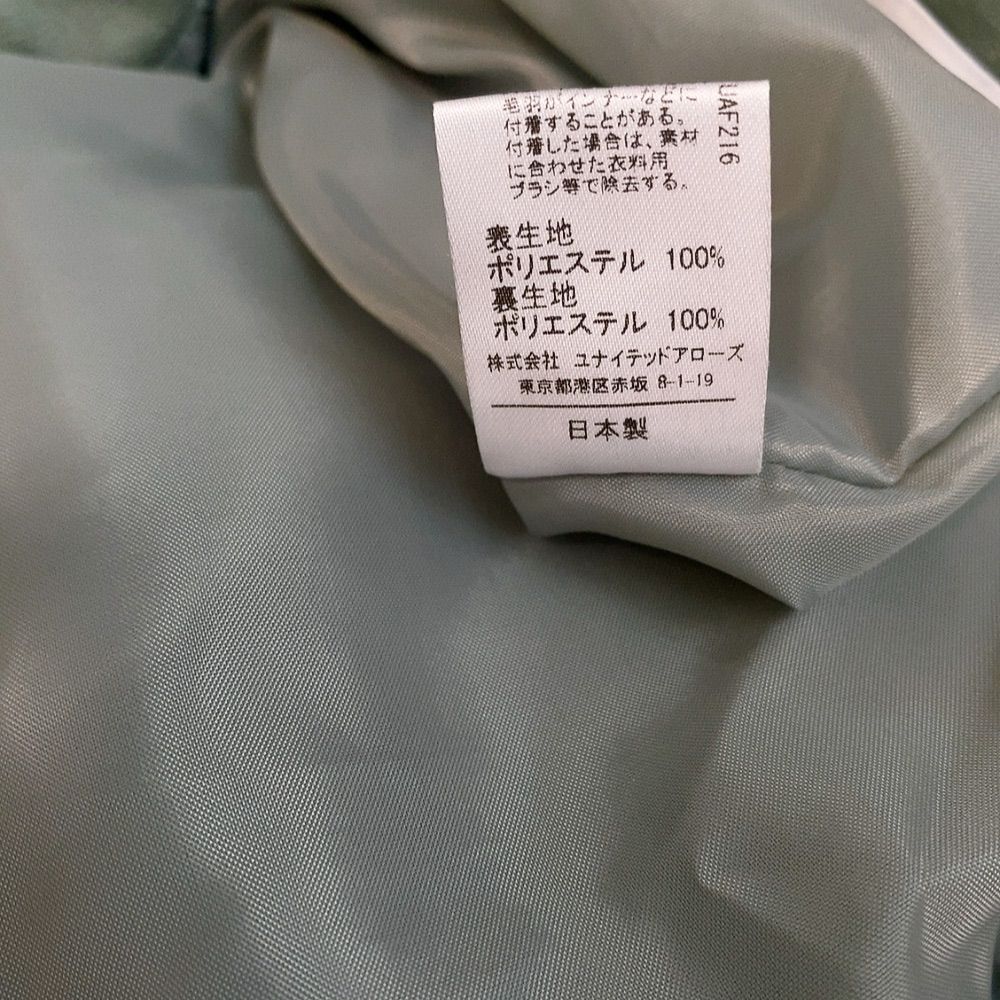 毛羽がインナーなどに
付着することがある。
付着した場合は、素材
に合わせた衣料用
ブラシ等で除去する。
UAF216
表生地
ポリエステル 100%
裏生地
ポリエステル 100%
株式会社 ユナイテッドアローズ
東京都港区赤坂 8-1-19
日本製